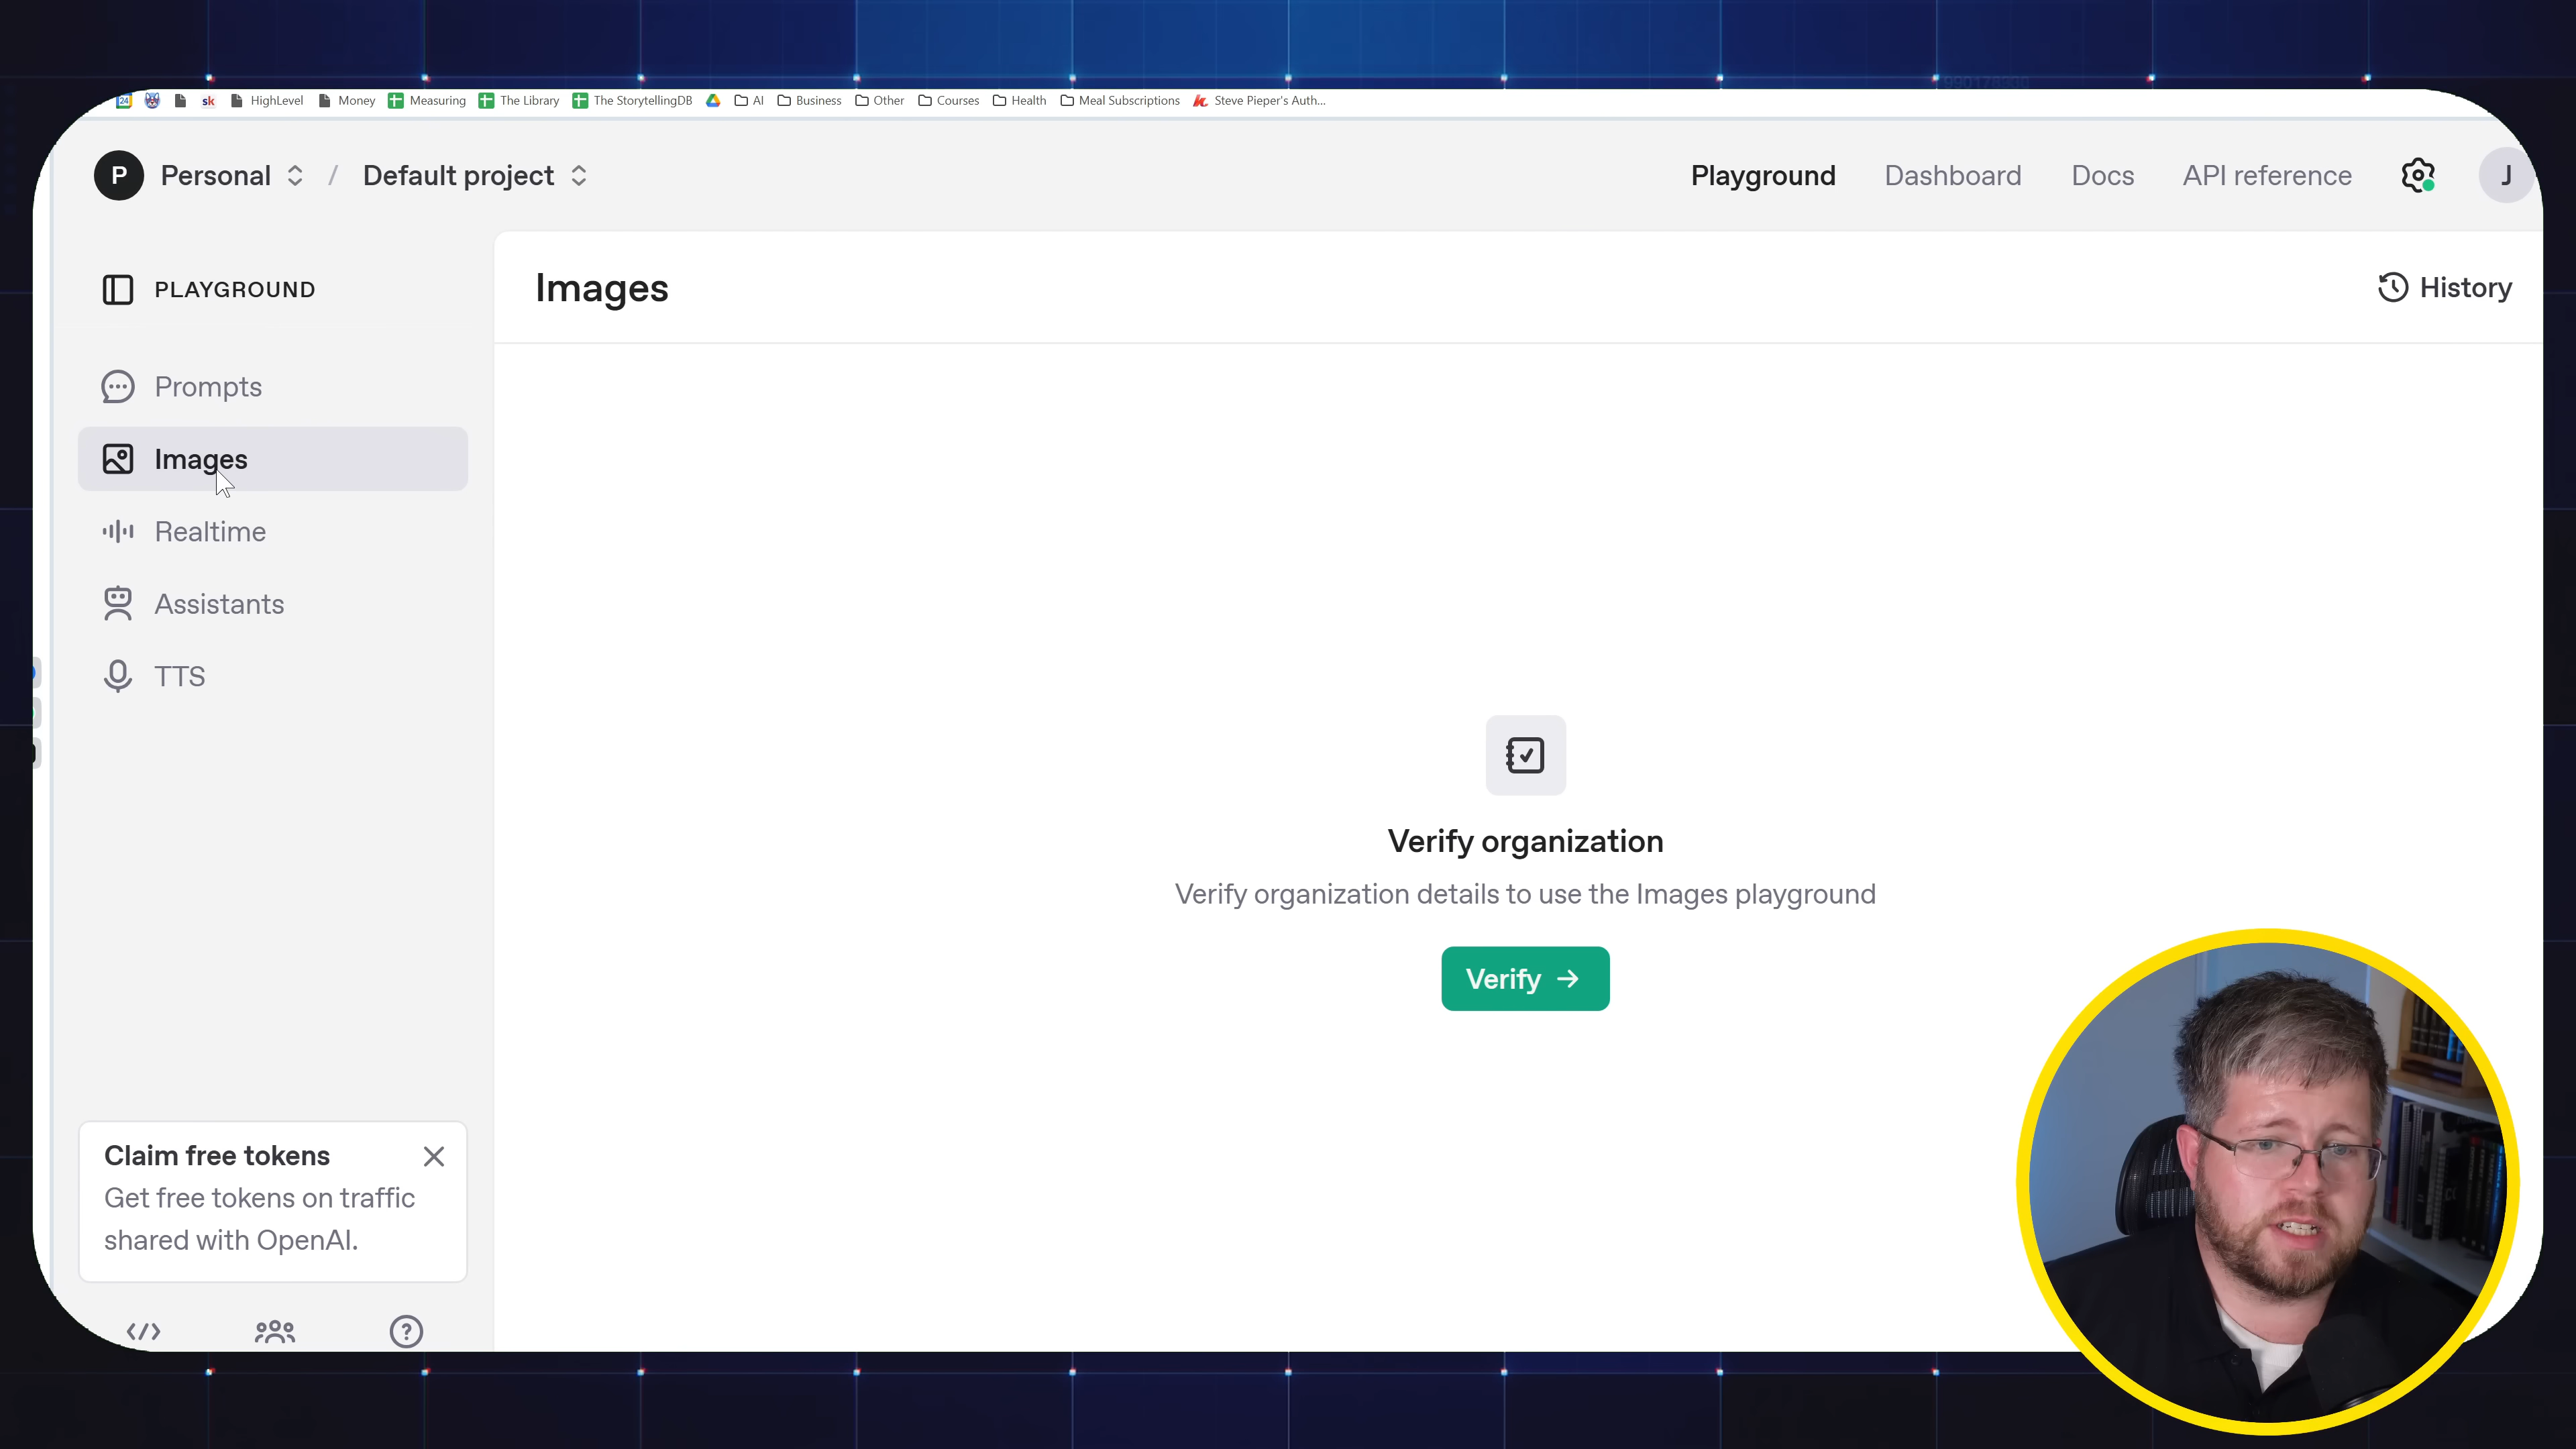 24 sk HighLevel Money Measuring The Library The StorytellingDB AI Business Other Courses Health Meal Subscriptions Steve Pieper's Auth...
P Personal / Default project Playground Dashboard Docs API reference J
PLAYGROUND
Images
History
Prompts
Images
Realtime
Assistants
TTS
Verify organization
Verify organization details to use the Images playground
Verify →
Claim free tokens
Get free tokens on traffic
shared with OpenAI.